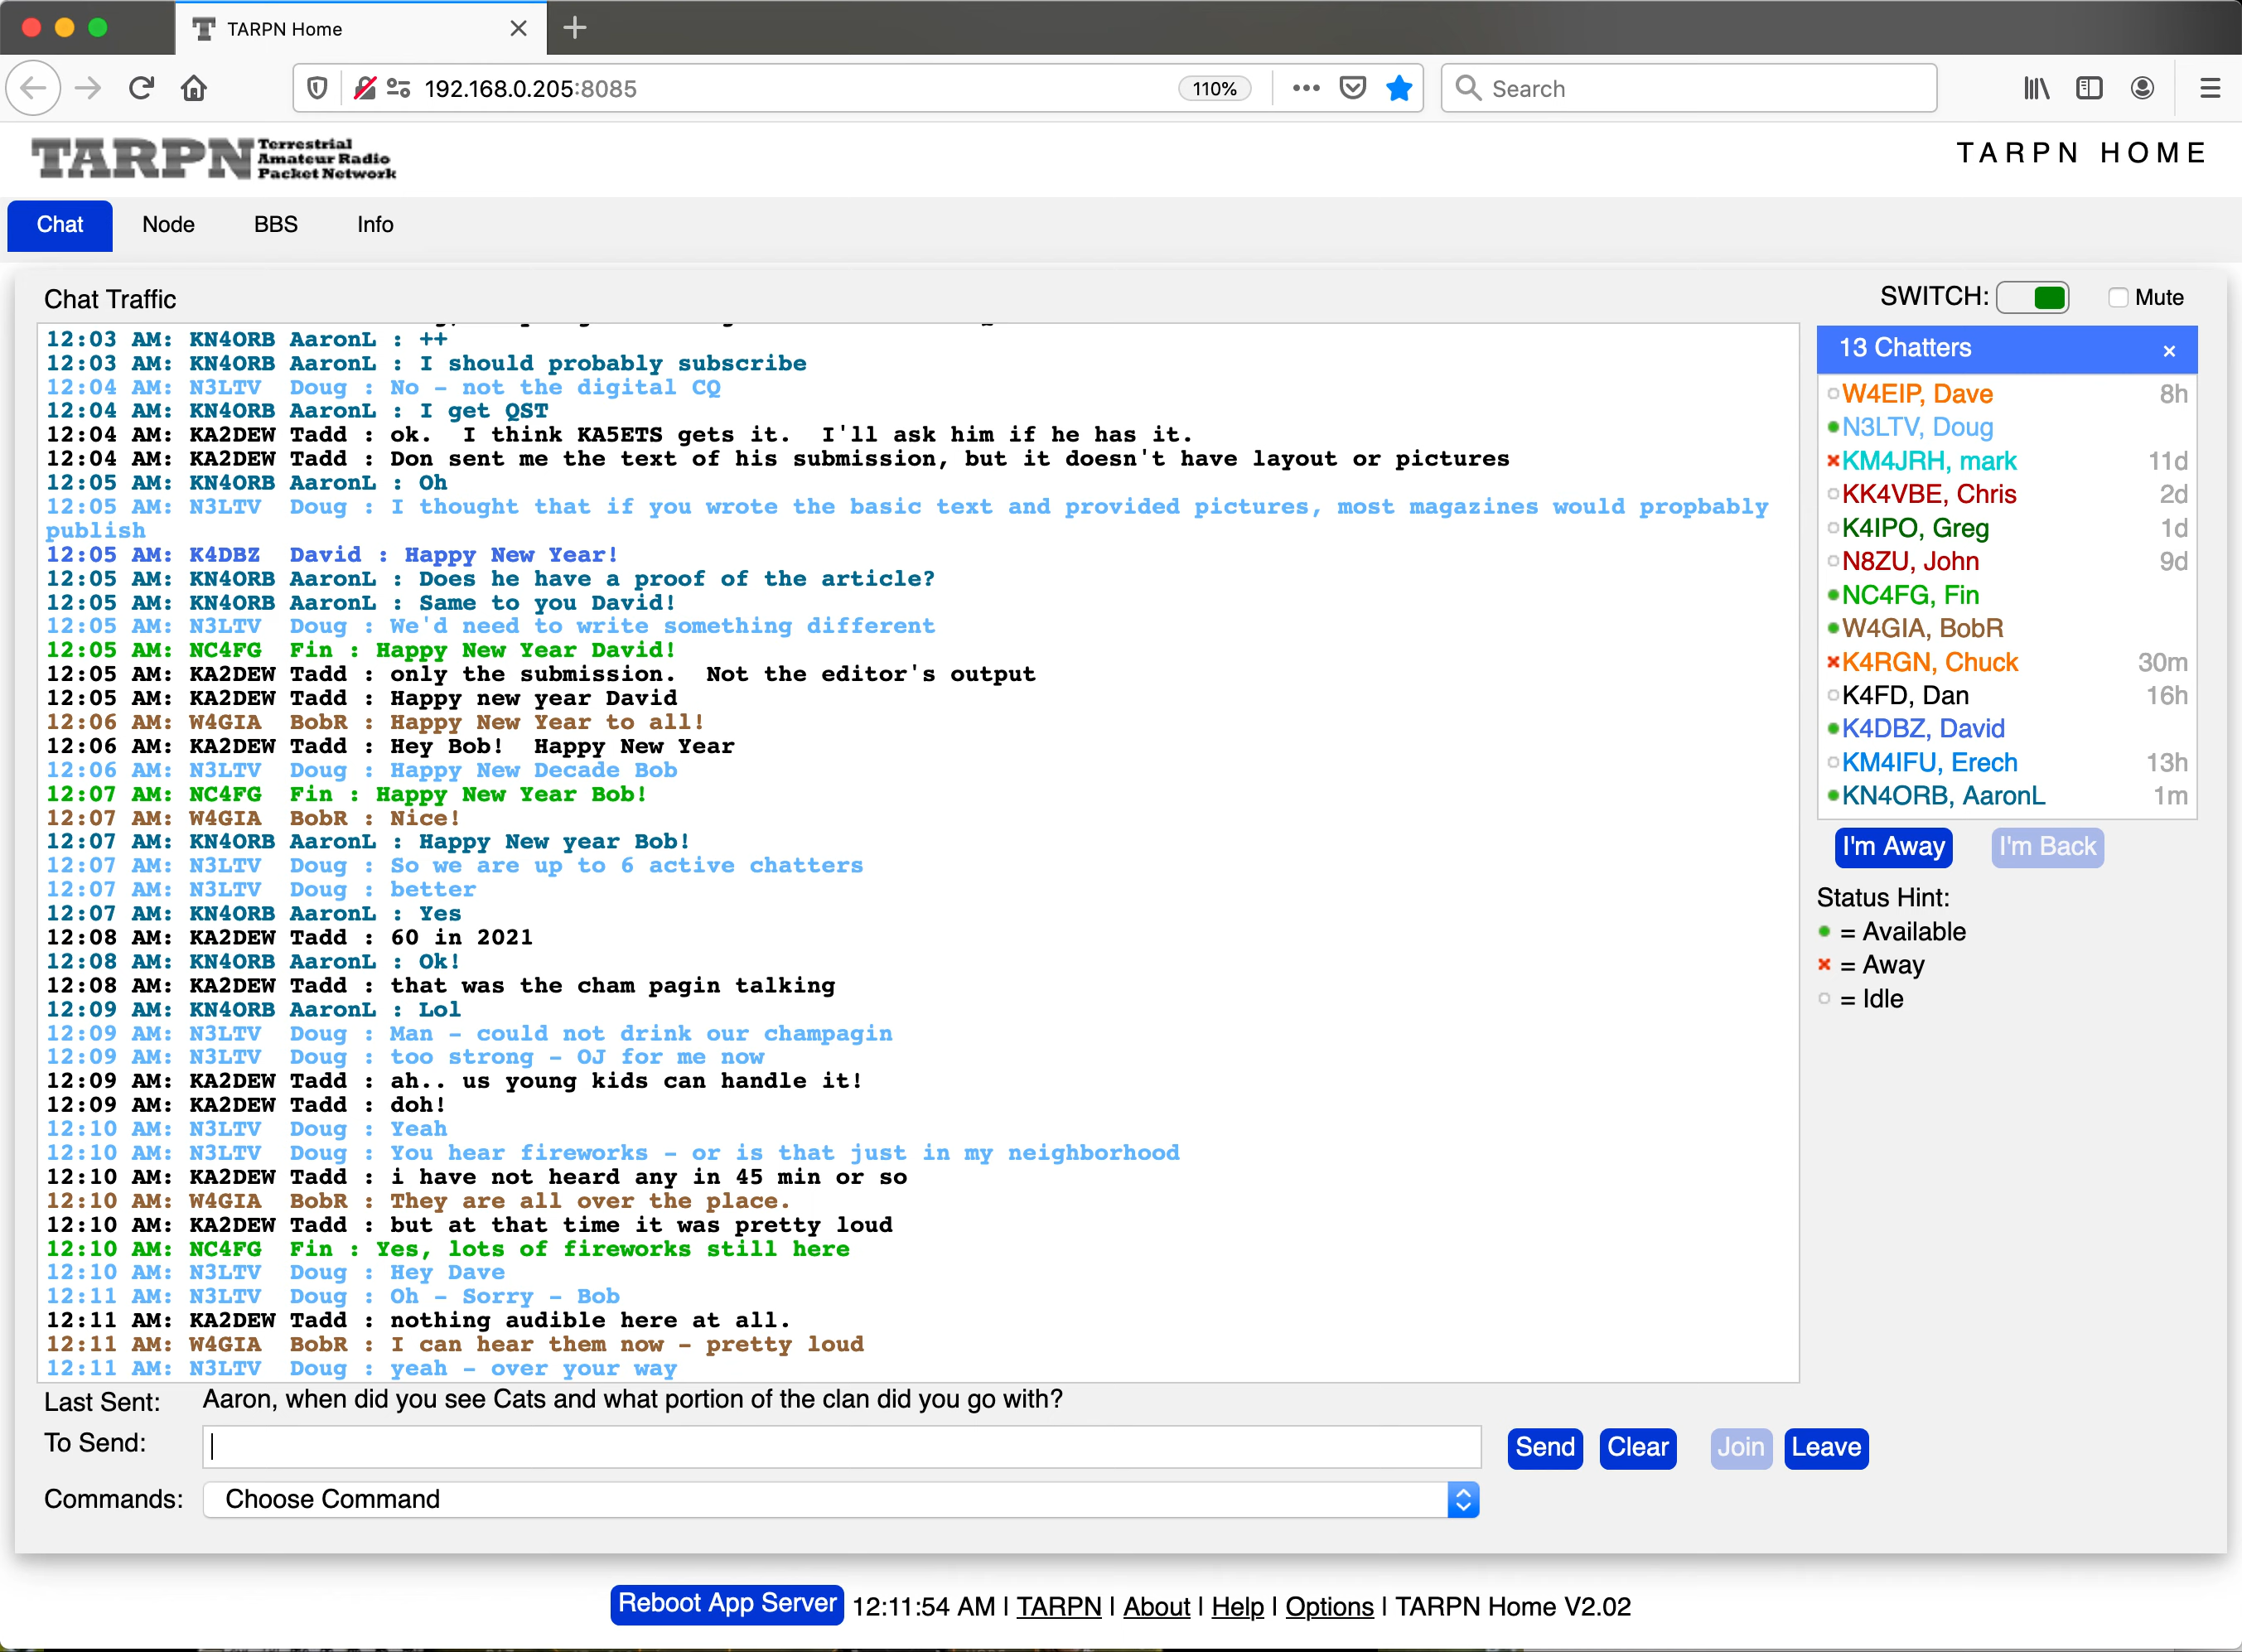 TARPN Home
192.168.0.205:8085
110%
Search
TARPN Terrestrial
Amateur Radio
Packet Network
TARPN HOME
Chat Node BBS Info
Chat Traffic
SWITCH: Mute
12:03 AM: KN4ORB AaronL : ++
12:03 AM: KN4ORB AaronL : I should probably subscribe
12:04 AM: N3LTV  Doug : No - not the digital CQ
12:04 AM: KN4ORB AaronL : I get QST
12:04 AM: KA2DEW Tadd : ok.  I think KA5ETS gets it.  I'll ask him if he has it.
12:04 AM: KA2DEW Tadd : Don sent me the text of his submission, but it doesn't have layout or pictures
12:05 AM: KN4ORB AaronL : Oh
12:05 AM: N3LTV  Doug : I thought that if you wrote the basic text and provided pictures, most magazines would propbably
publish
12:05 AM: K4DBZ  David : Happy New Year!
12:05 AM: KN4ORB AaronL : Does he have a proof of the article?
12:05 AM: KN4ORB AaronL : Same to you David!
12:05 AM: N3LTV  Doug : We'd need to write something different
12:05 AM: NC4FG  Fin : Happy New Year David!
12:05 AM: KA2DEW Tadd : only the submission.  Not the editor's output
12:05 AM: KA2DEW Tadd : Happy new year David
12:06 AM: W4GIA  BobR : Happy New Year to all!
12:06 AM: KA2DEW Tadd : Hey Bob!  Happy New Year
12:06 AM: N3LTV  Doug : Happy New Decade Bob
12:07 AM: NC4FG  Fin : Happy New Year Bob!
12:07 AM: W4GIA  BobR : Nice!
12:07 AM: KN4ORB AaronL : Happy New year Bob!
12:07 AM: N3LTV  Doug : So we are up to 6 active chatters
12:07 AM: N3LTV  Doug : better
12:07 AM: KN4ORB AaronL : Yes
12:08 AM: KA2DEW Tadd : 60 in 2021
12:08 AM: KN4ORB AaronL : Ok!
12:08 AM: KA2DEW Tadd : that was the cham pagin talking
12:09 AM: KN4ORB AaronL : Lol
12:09 AM: N3LTV  Doug : Man - could not drink our champagin
12:09 AM: N3LTV  Doug : too strong - OJ for me now
12:09 AM: KA2DEW Tadd : ah.. us young kids can handle it!
12:09 AM: KA2DEW Tadd : doh!
12:10 AM: N3LTV  Doug : Yeah
12:10 AM: N3LTV  Doug : You hear fireworks - or is that just in my neighborhood
12:10 AM: KA2DEW Tadd : i have not heard any in 45 min or so
12:10 AM: W4GIA  BobR : They are all over the place.
12:10 AM: KA2DEW Tadd : but at that time it was pretty loud
12:10 AM: NC4FG  Fin : Yes, lots of fireworks still here
12:10 AM: N3LTV  Doug : Hey Dave
12:11 AM: N3LTV  Doug : Oh - Sorry - Bob
12:11 AM: KA2DEW Tadd : nothing audible here at all.
12:11 AM: W4GIA  BobR : I can hear them now - pretty loud
12:11 AM: N3LTV  Doug : yeah - over your way
13 Chatters ×
W4EIP, Dave 8h
N3LTV, Doug
KM4JRH, mark 11d
KK4VBE, Chris 2d
K4IPO, Greg 1d
N8ZU, John 9d
NC4FG, Fin
W4GIA, BobR
K4RGN, Chuck 30m
K4FD, Dan 16h
K4DBZ, David
KM4IFU, Erech 13h
KN4ORB, AaronL 1m
I'm Away I'm Back
Status Hint:
= Available
= Away
= Idle
Last Sent: Aaron, when did you see Cats and what portion of the clan did you go with?
To Send:
Send Clear Join Leave
Commands: Choose Command
Reboot App Server 12:11:54 AM | TARPN | About | Help | Options | TARPN Home V2.02